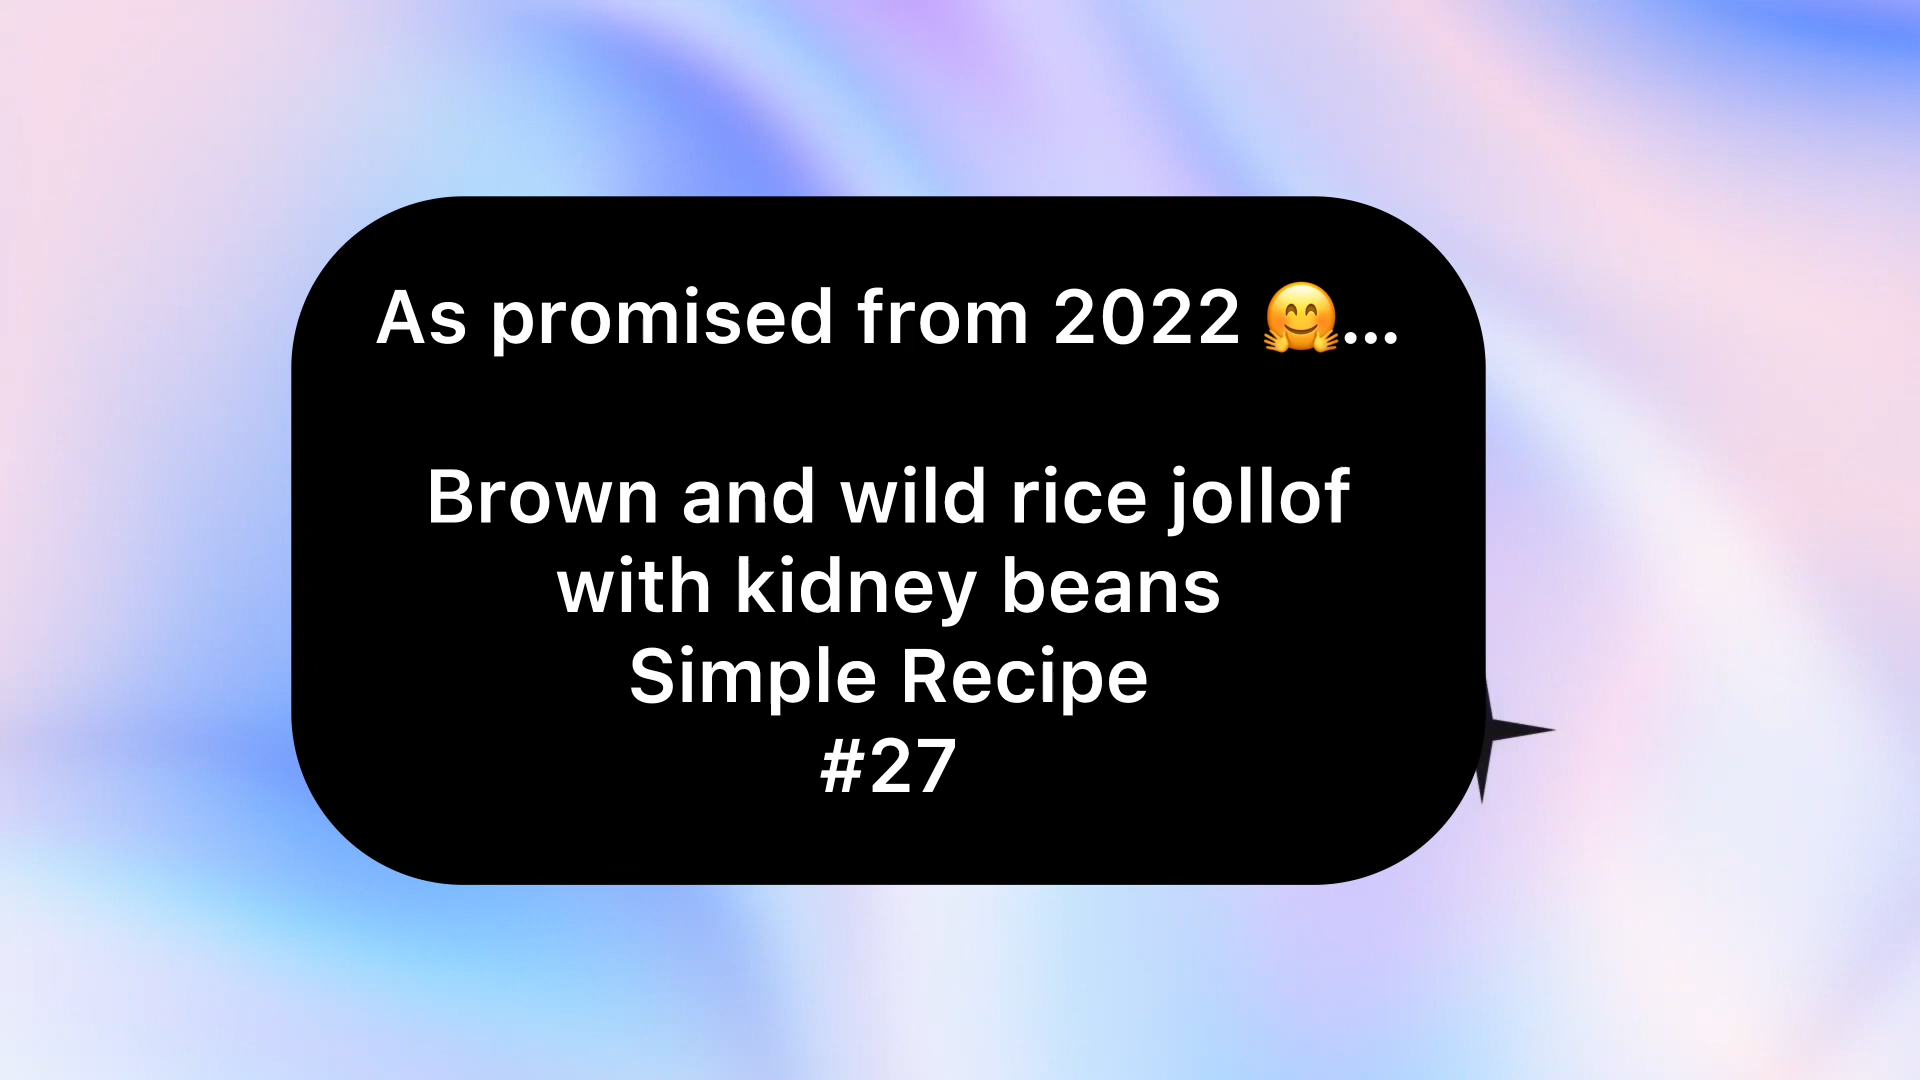 As promised from 2022 🤗...
Brown and wild rice jollof
with kidney beans
Simple Recipe
#27